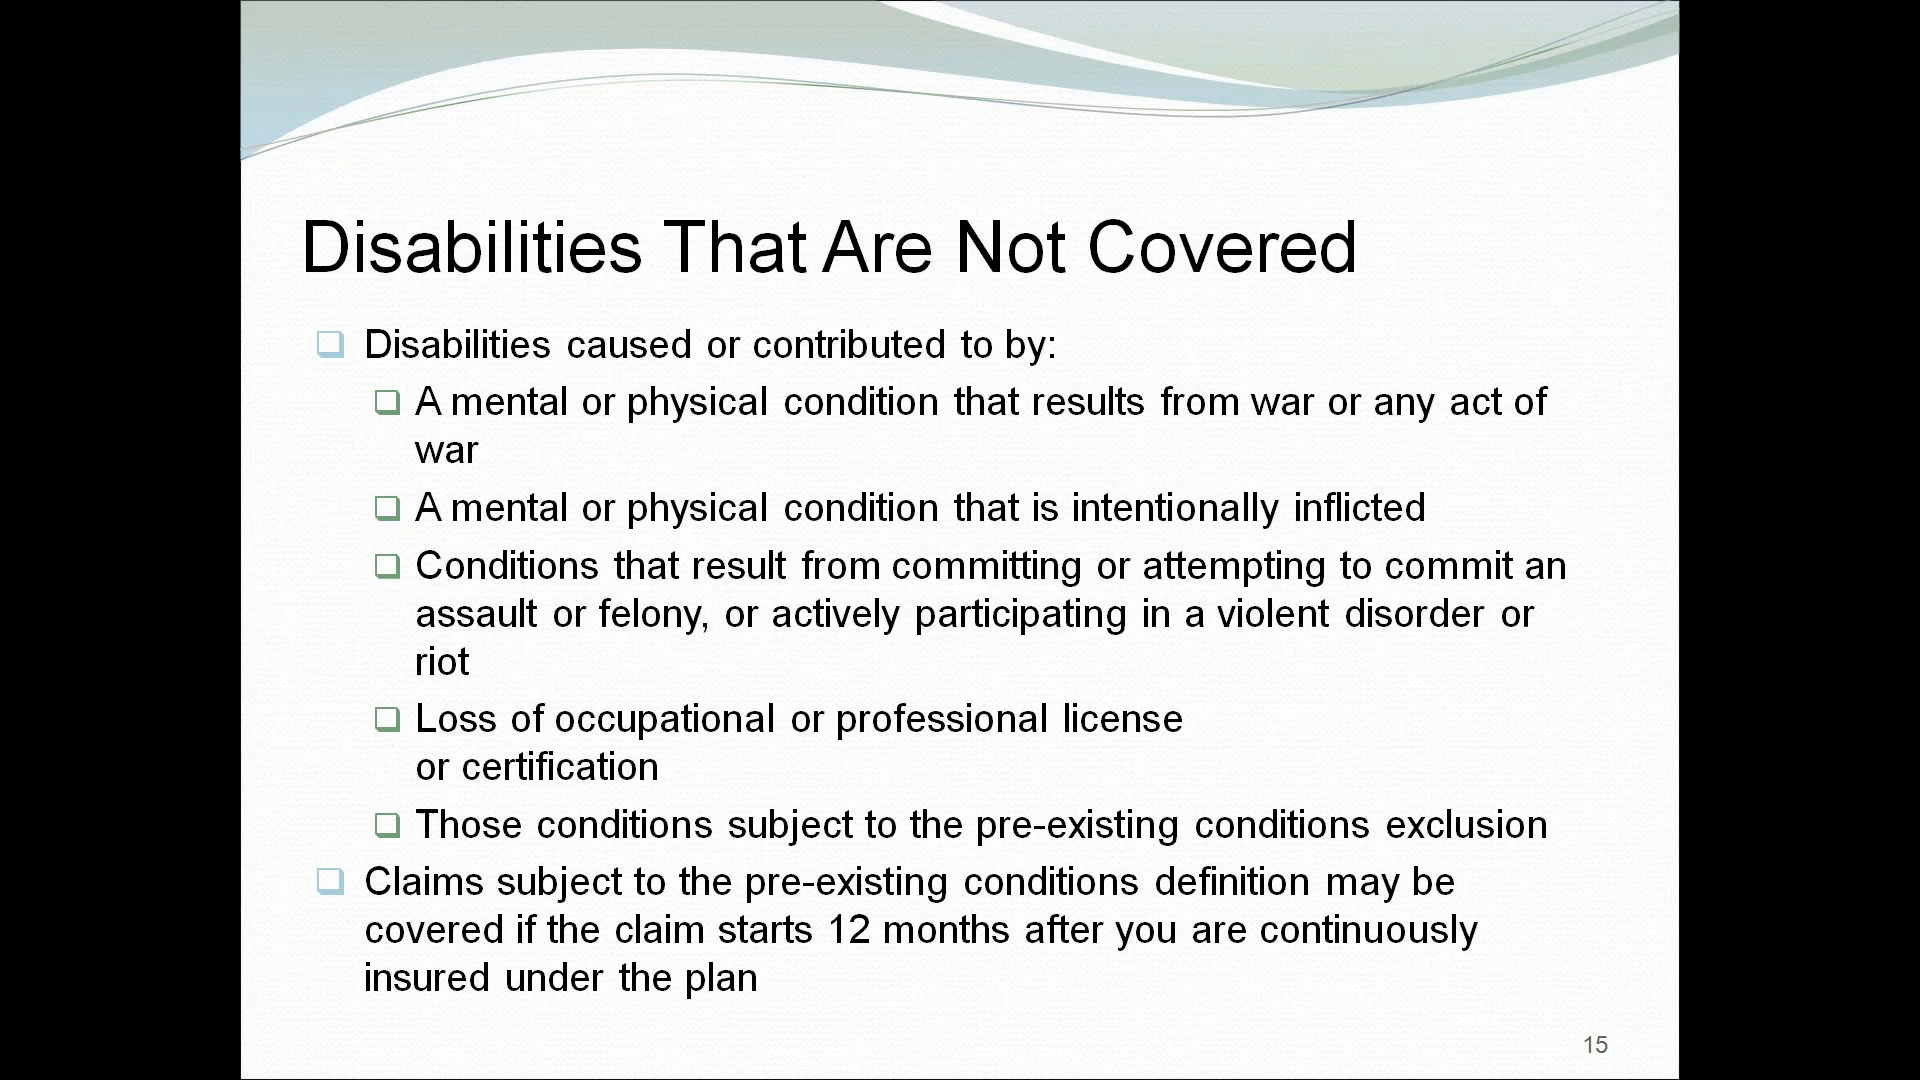 Disabilities That Are Not Covered
Disabilities caused or contributed to by:
A mental or physical condition that results from war or any act of
war
A mental or physical condition that is intentionally inflicted
Conditions that result from committing or attempting to commit an
assault or felony, or actively participating in a violent disorder or
riot
Loss of occupational or professional license
or certification
Those conditions subject to the pre-existing conditions exclusion
Claims subject to the pre-existing conditions definition may be
covered if the claim starts 12 months after you are continuously
insured under the plan
15